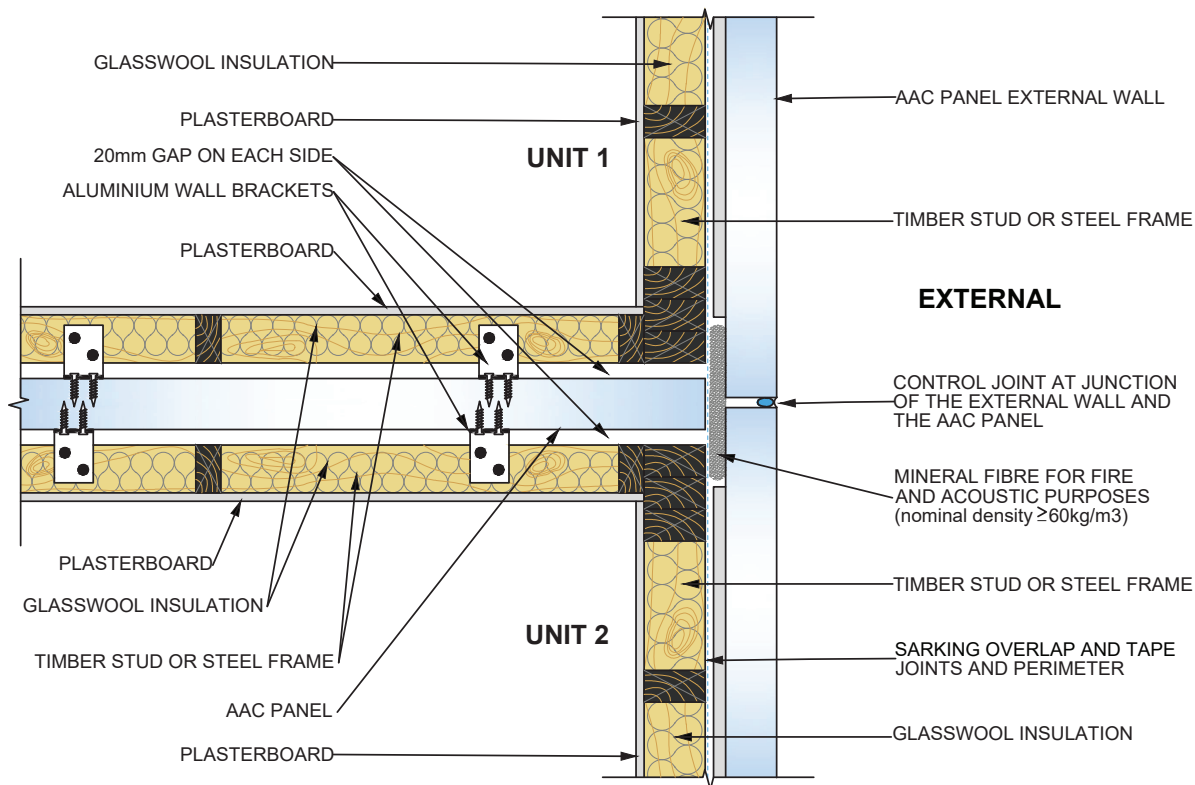 GLASSWOOL INSULATION
PLASTERBOARD
20mm GAP ON EACH SIDE
ALUMINIUM WALL BRACKETS
PLASTERBOARD
UNIT 1
AAC PANEL EXTERNAL WALL
TIMBER STUD OR STEEL FRAME
EXTERNAL
CONTROL JOINT AT JUNCTION
OF THE EXTERNAL WALL AND
THE AAC PANEL
MINERAL FIBRE FOR FIRE
AND ACOUSTIC PURPOSES
(nominal density ≥60kg/m3)
PLASTERBOARD
GLASSWOOL INSULATION
TIMBER STUD OR STEEL FRAME
AAC PANEL
PLASTERBOARD
UNIT 2
TIMBER STUD OR STEEL FRAME
SARKING OVERLAP AND TAPE
JOINTS AND PERIMETER
GLASSWOOL INSULATION